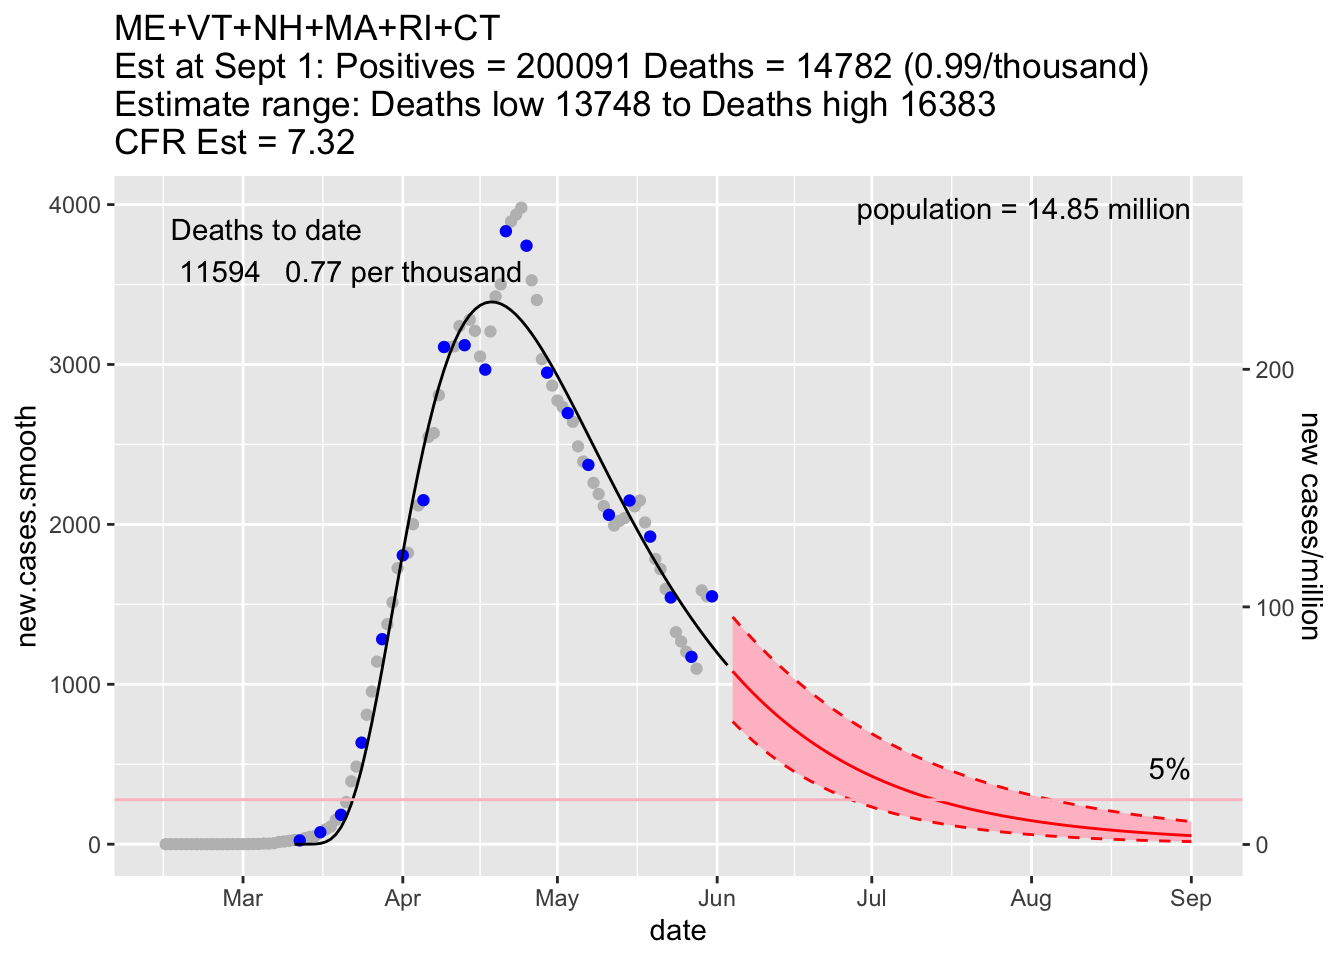 ME+VT+NH+MA+RI+CT
Est at Sept 1: Positives = 200091 Deaths = 14782 (0.99/thousand)
Estimate range: Deaths low 13748 to Deaths high 16383
CFR Est = 7.32
4000
3000
2000
1000
0
new.cases.smooth
Deaths to date
11594 0.77 per thousand
population = 14.85 million
5%
200
100
0
new cases/million
Mar
Apr
May
Jun
Jul
Aug
Sep
date